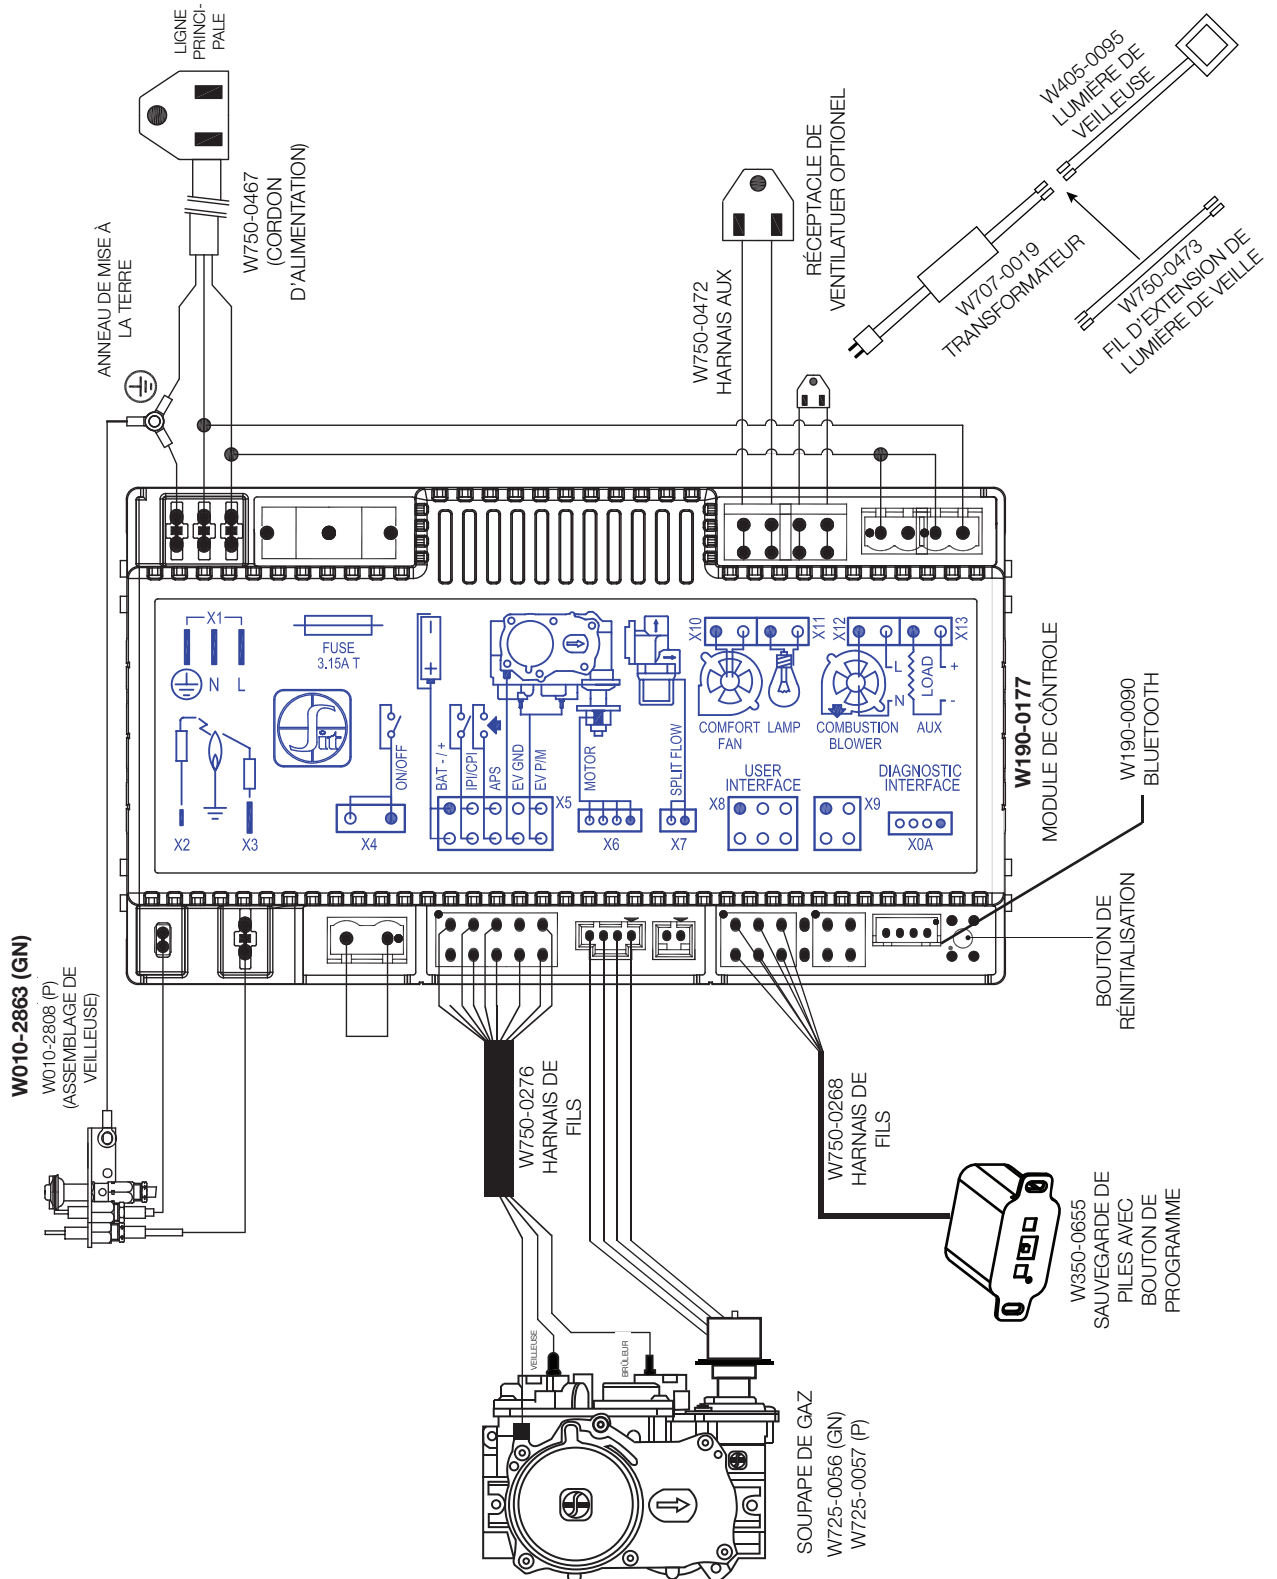 LIGNE
PRINCI-
PALE
W750-0467
(CORDON
D'ALIMENTATION)
ANNEAU DE MISE À
LA TERRE
W405-0095
LUMIÈRE DE
VEILLEUSE
RÉCEPTACLE DE
VENTILATUER OPTIONEL
W750-0472
HARNAIS AUX
W707-0019
TRANSFORMATEUR
W750-0473
FIL D'EXTENSION DE
LUMIÈRE DE VEILLE
X1
N
L
FUSE
3.15A T
Sit
X2
X3
ON/OFF
X4
- +
BAT - / +
IPI/CPI
APS
EV GND
EV P/M
X5
MOTOR
X6
SPLIT FLOW
X7
X10
X11
X12
X13
COMFORT
FAN
LAMP
COMBUSTION
BLOWER
L
N
LOAD
+
-
AUX
USER
INTERFACE
X8
X9
DIAGNOSTIC
INTERFACE
X0A
W190-0177
MODULE DE CÔNTROLE
W190-0090
BLUETOOTH
BOUTON DE
RÉINITIALISATION
W010-2863 (GN)
W010-2808 (P)
(ASSEMBLAGE DE
VEILLEUSE)
W750-0276
HARNAIS DE
FILS
W750-0268
HARNAIS DE
FILS
VEILLEUSE
BRÛLEUR
W350-0655
SAUVEGARDE DE
PILES AVEC
BOUTON DE
PROGRAMME
SOUPAPE DE GAZ
W725-0056 (GN)
W725-0057 (P)